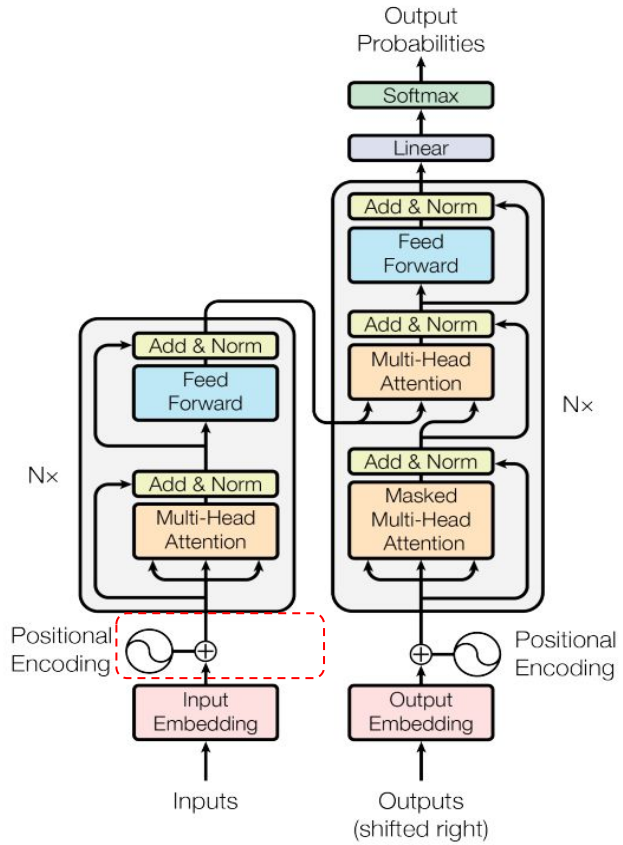 Output
Probabilities
Softmax
Linear
Add & Norm
Feed
Forward
Add & Norm
Multi-Head
Attention
Add & Norm
Masked
Multi-Head
Attention
Nx
Add & Norm
Feed
Forward
Add & Norm
Multi-Head
Attention
N×
Positional
Encoding
Positional
Encoding
Input
Embedding
Output
Embedding
Inputs
Outputs
(shifted right)